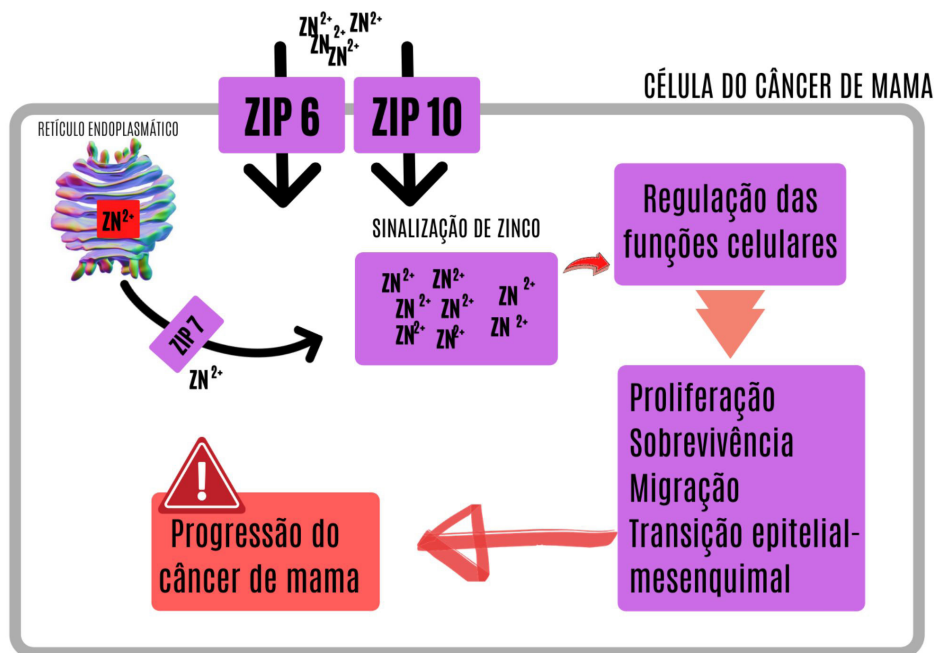 ZN²⁺ ZN²⁺
ZN²⁺
ZN²⁺
CÉLULA DO CÂNCER DE MAMA
ZIP 6
ZIP 10
RETÍCULO ENDOPLASMÁTICO
ZN²⁺
SINALIZAÇÃO DE ZINCO
ZN²⁺ ZN²⁺ ZN²⁺
ZN²⁺ ZN²⁺
ZN²⁺ ZN²⁺ ZN²⁺
Regulação das
funções celulares
ZIP 7
ZN²⁺
Proliferação
Sobrevivência
Migração
Transição epitelial-
mesenquimal
!
Progressão do
câncer de mama